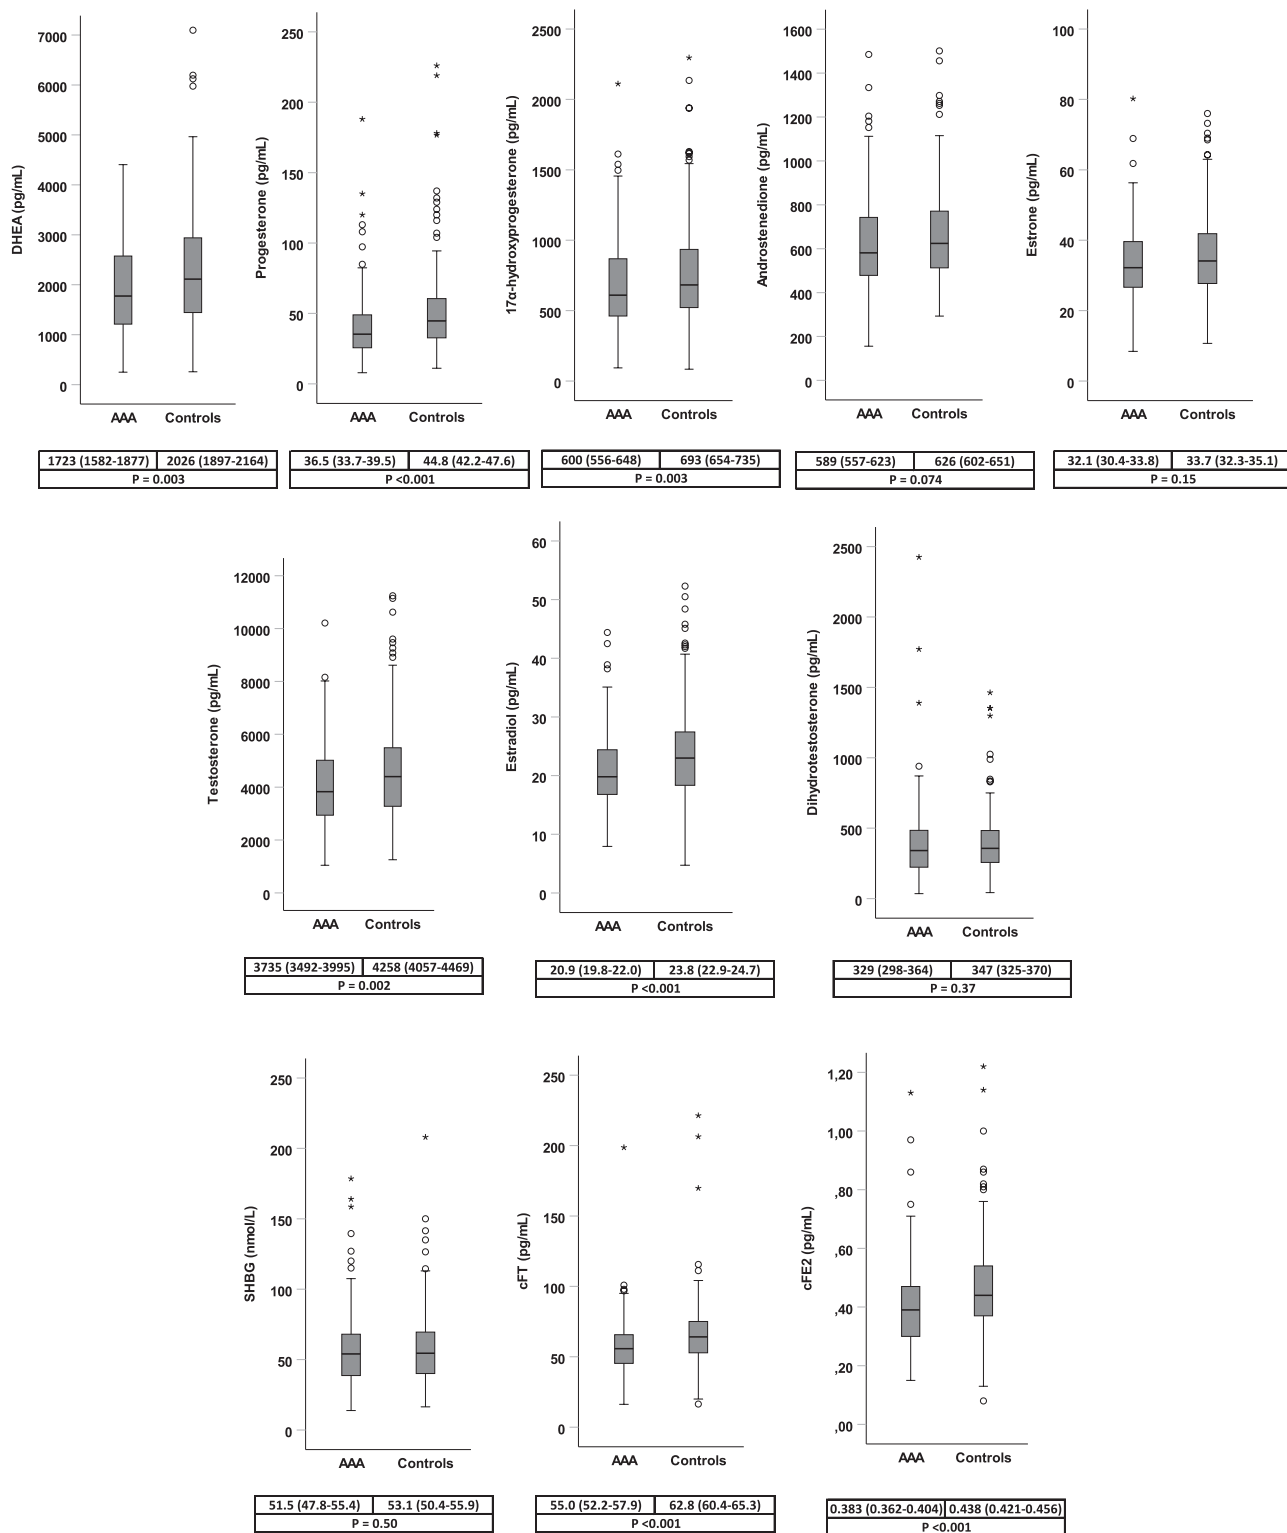 DHEA (pg/mL)
7000
6000
5000
4000
3000
2000
1000
0
AAA Controls
1723 (1582-1877) 2026 (1897-2164)
P = 0.003
Progesterone (pg/mL)
250
200
150
100
50
0
AAA Controls
36.5 (33.7-39.5) 44.8 (42.2-47.6)
P <0.001
17α-hydroxyprogesterone (pg/mL)
2500
2000
1500
1000
500
0
AAA Controls
600 (556-648) 693 (654-735)
P = 0.003
Androstenedione (pg/mL)
1600
1400
1200
1000
800
600
400
200
0
AAA Controls
589 (557-623) 626 (602-651)
P = 0.074
Estrone (pg/mL)
100
80
60
40
20
0
AAA Controls
32.1 (30.4-33.8) 33.7 (32.3-35.1)
P = 0.15
Testosterone (pg/mL)
12000
10000
8000
6000
4000
2000
0
AAA Controls
3735 (3492-3995) 4258 (4057-4469)
P = 0.002
Estradiol (pg/mL)
60
50
40
30
20
10
0
AAA Controls
20.9 (19.8-22.0) 23.8 (22.9-24.7)
P <0.001
Dihydrotestosterone (pg/mL)
2500
2000
1500
1000
500
0
AAA Controls
329 (298-364) 347 (325-370)
P = 0.37
SHBG (nmol/L)
250
200
150
100
50
0
AAA Controls
51.5 (47.8-55.4) 53.1 (50.4-55.9)
P = 0.50
cFT (pg/mL)
250
200
150
100
50
0
AAA Controls
55.0 (52.2-57.9) 62.8 (60.4-65.3)
P <0.001
cFE2 (pg/mL)
1,20
1,00
,80
,60
,40
,20
,00
AAA Controls
0.383 (0.362-0.404) 0.438 (0.421-0.456)
P <0.001